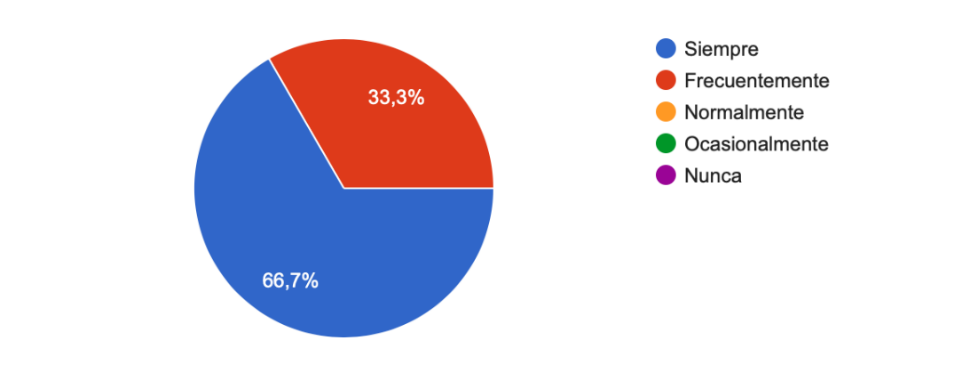 33,3%
66,7%
Siempre
Frecuentemente
Normalmente
Ocasionalmente
Nunca